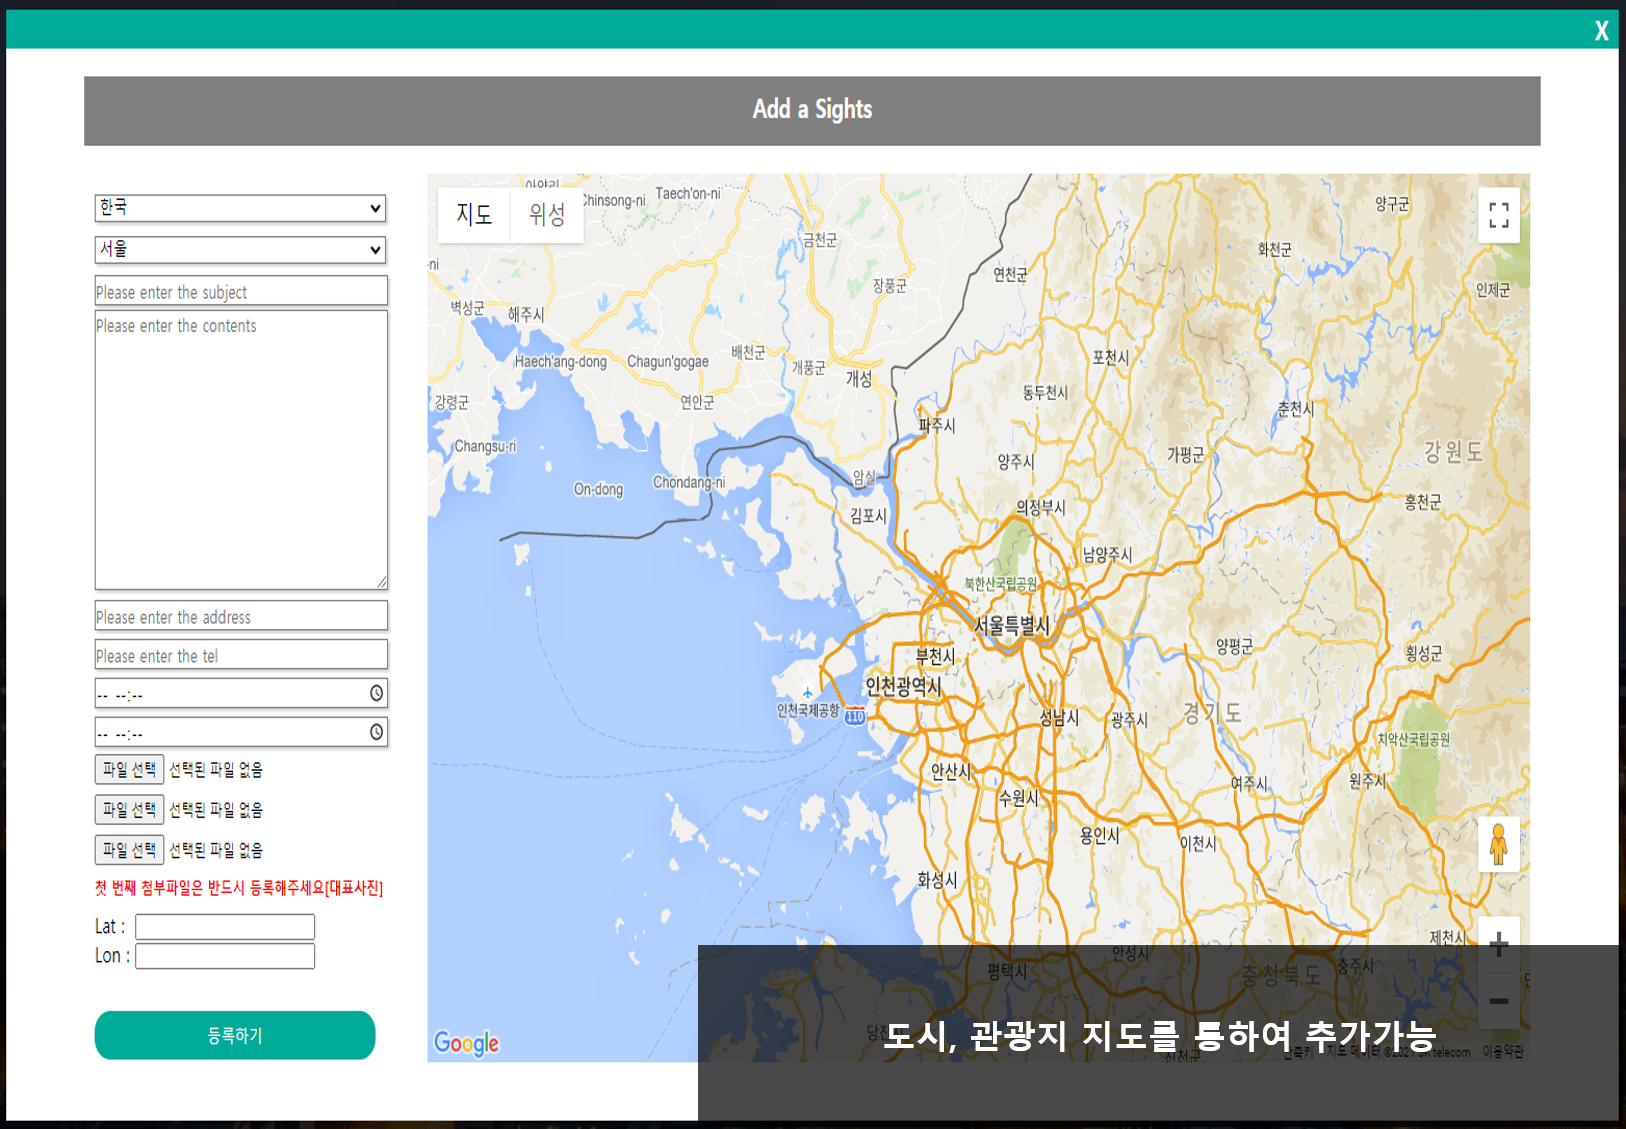 X
Add a Sights
한국
서울
Please enter the subject
Please enter the contents
Please enter the address
Please enter the tel
-- --:--
-- --:--
파일 선택 선택된 파일 없음
파일 선택 선택된 파일 없음
파일 선택 선택된 파일 없음
첫 번째 첨부파일은 반드시 등록해주세요[대표사진]
Lat :
Lon :
등록하기
지도 위성
Chinsong-ni
Taech'on-ni
양구군
금천군
화천군
연천군
장풍군
인제군
벽성군
해주시
배천군
포천시
Haech'ang-dong
Chagun'gogae
개풍군
개성
동두천시
강령군
연안군
춘천시
파주시
Changsu-ri
강원도
가평군
양주시
암실
Chondang-ni
On-dong
홍천군
의정부시
김포시
남양주시
북한산국립공원
서울특별시
양평군
부천시
횡성군
인천광역시
인천국제공항
110
성남시
광주시
경기도
치악산국립공원
안산시
원주시
여주시
수원시
용인시
이천시
화성시
제천시
안성시
평택시
충청북도
충주시
도시, 관광지 지도를 통하여 추가가능
Google
이용약관